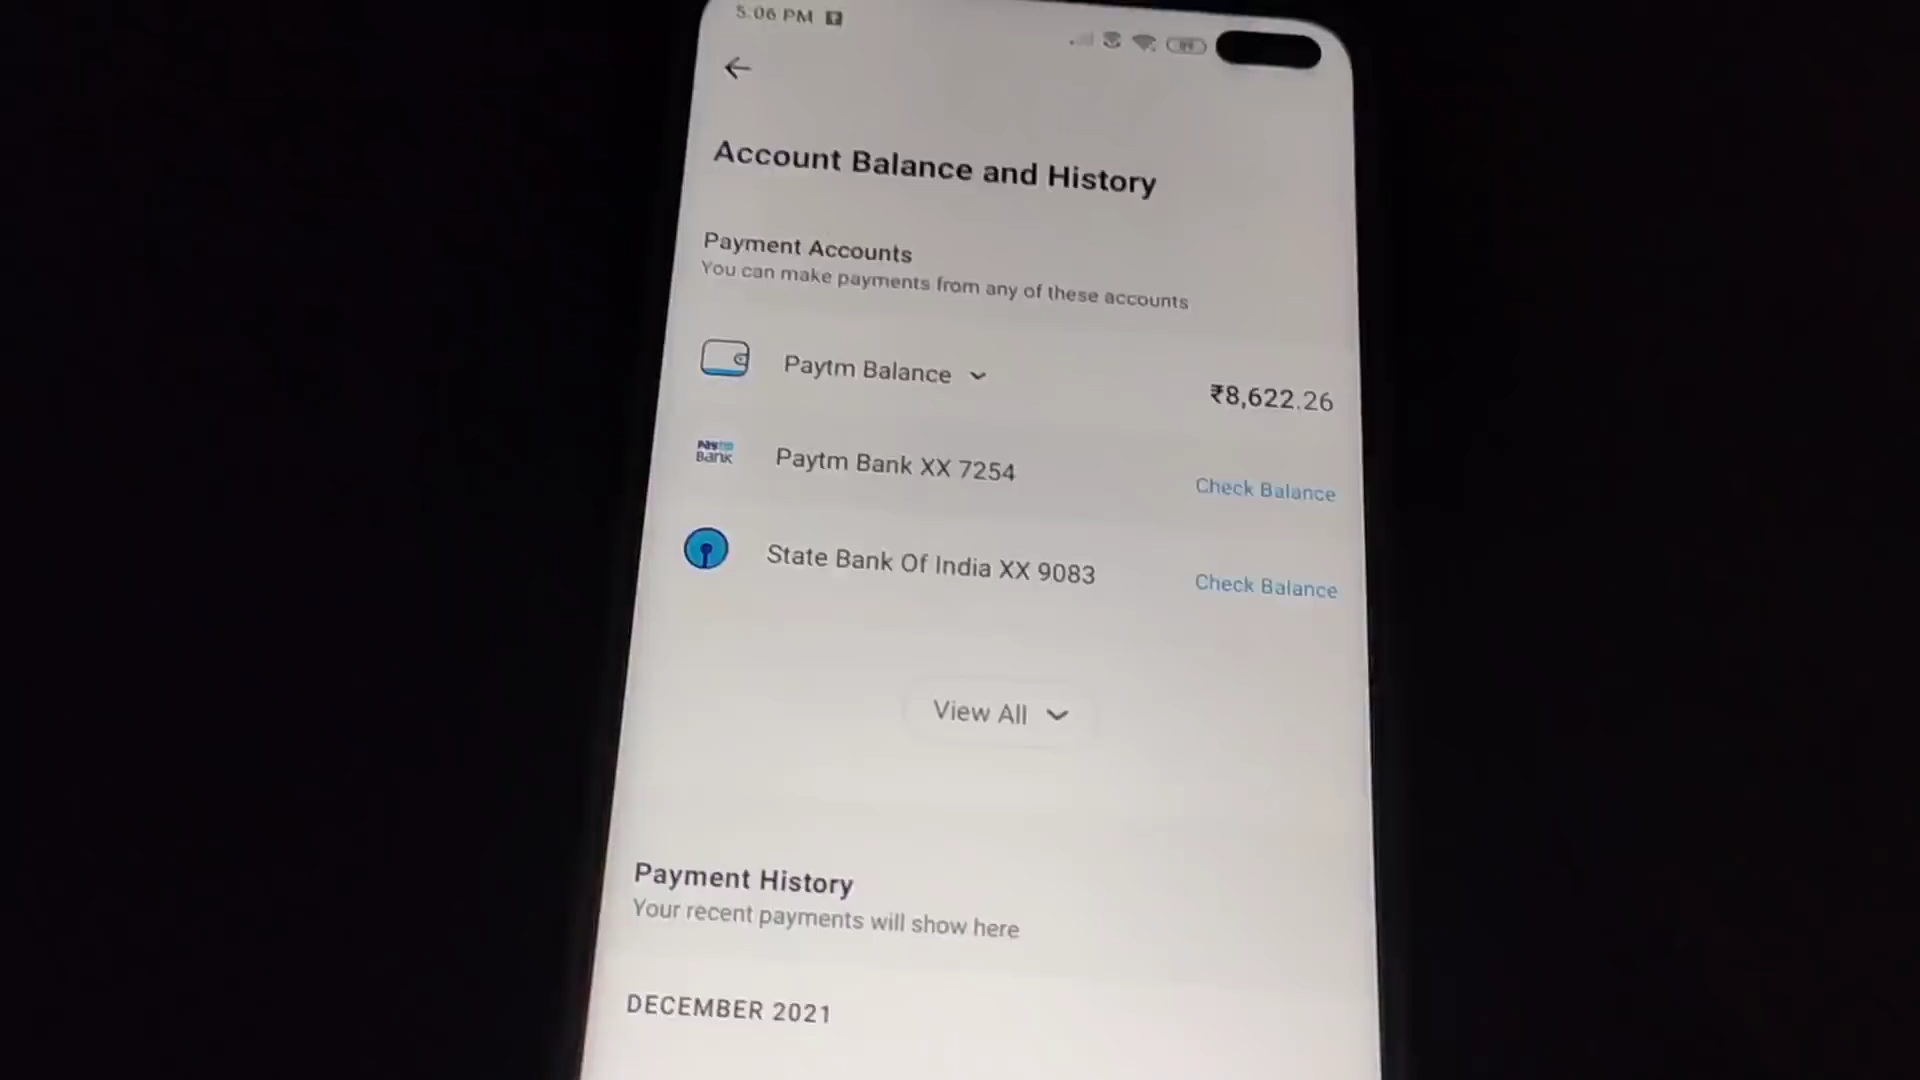 5:06 PM
Account Balance and History
Payment Accounts
You can make payments from any of these accounts
Paytm Balance
₹8,622.26
Paytm Bank
Paytm Bank XX 7254
Check Balance
State Bank Of India XX 9083
Check Balance
View All
Payment History
Your recent payments will show here
DECEMBER 2021